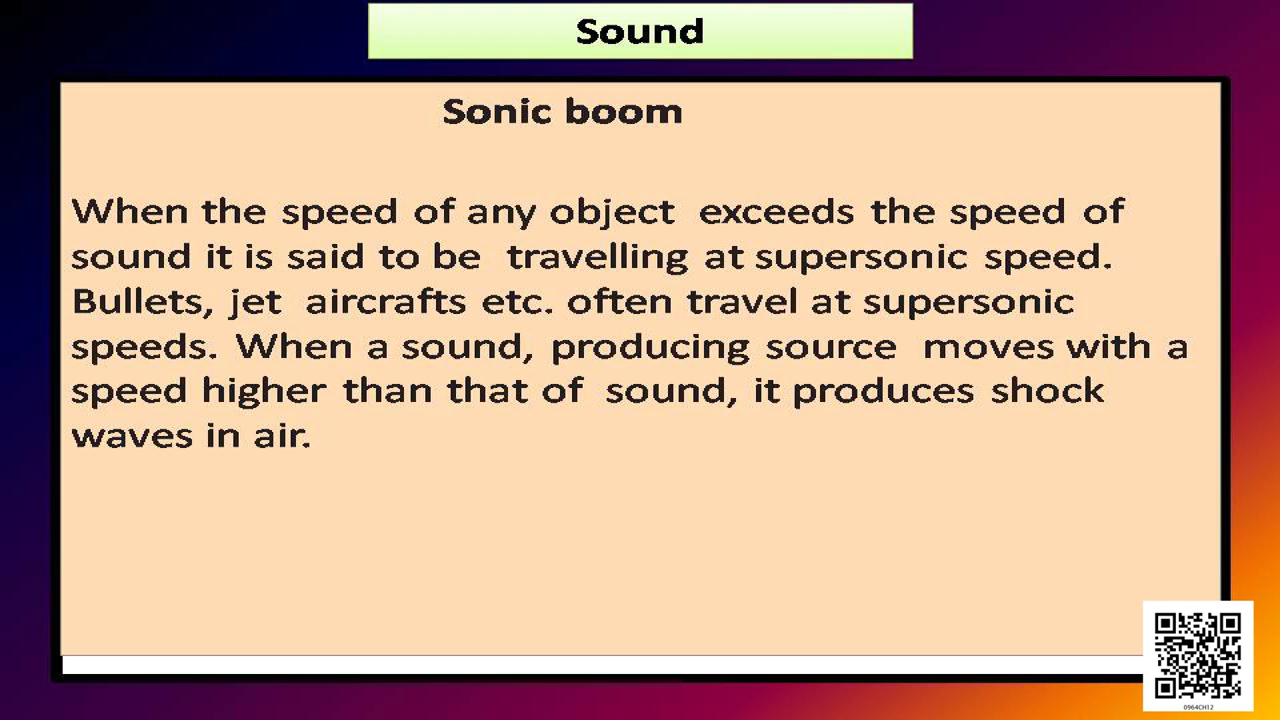 Sound
Sonic boom
When the speed of any object exceeds the speed of
sound it is said to be travelling at supersonic speed.
Bullets, jet aircrafts etc. often travel at supersonic
speeds. When a sound, producing source moves with a
speed higher than that of sound, it produces shock
waves in air.
0964CH12